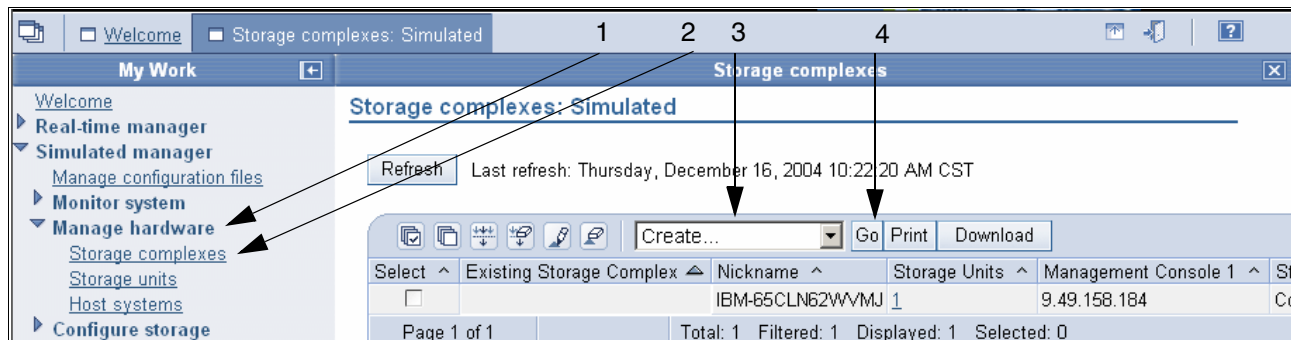 Welcome Storage complexes: Simulated 1 2 3 4 ?
My Work Storage complexes
Welcome
Real-time manager
Simulated manager
Manage configuration files
Monitor system
Manage hardware
Storage complexes
Storage units
Host systems
Configure storage
Storage complexes: Simulated
Refresh Last refresh: Thursday, December 16, 2004 10:22:20 AM CST
Create... Go Print Download
Select ^ Existing Storage Complex Nickname ^ Storage Units ^ Management Console 1 ^ St
IBM-65CLN62WVMJ 1 9.49.158.184 Co
Page 1 of 1 Total: 1 Filtered: 1 Displayed: 1 Selected: 0